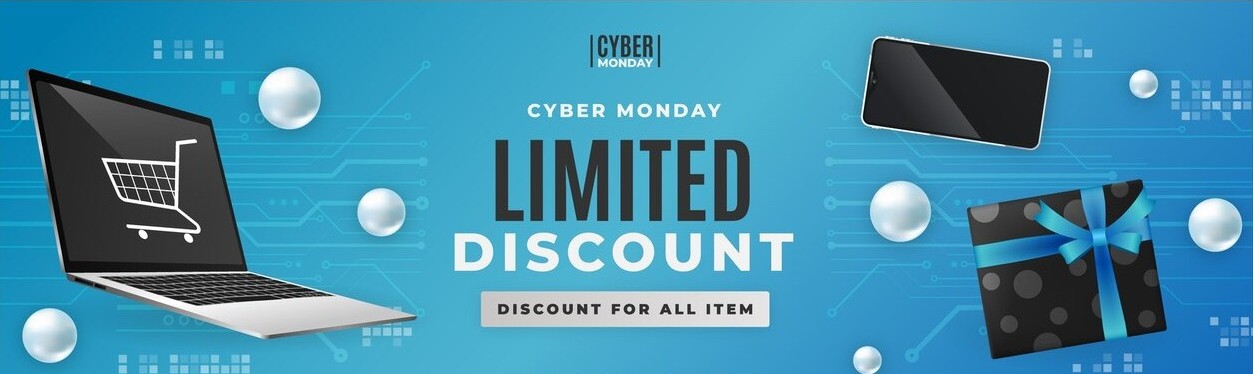 CYBER
MONDAY
CYBER MONDAY
LIMITED
DISCOUNT
DISCOUNT FOR ALL ITEM